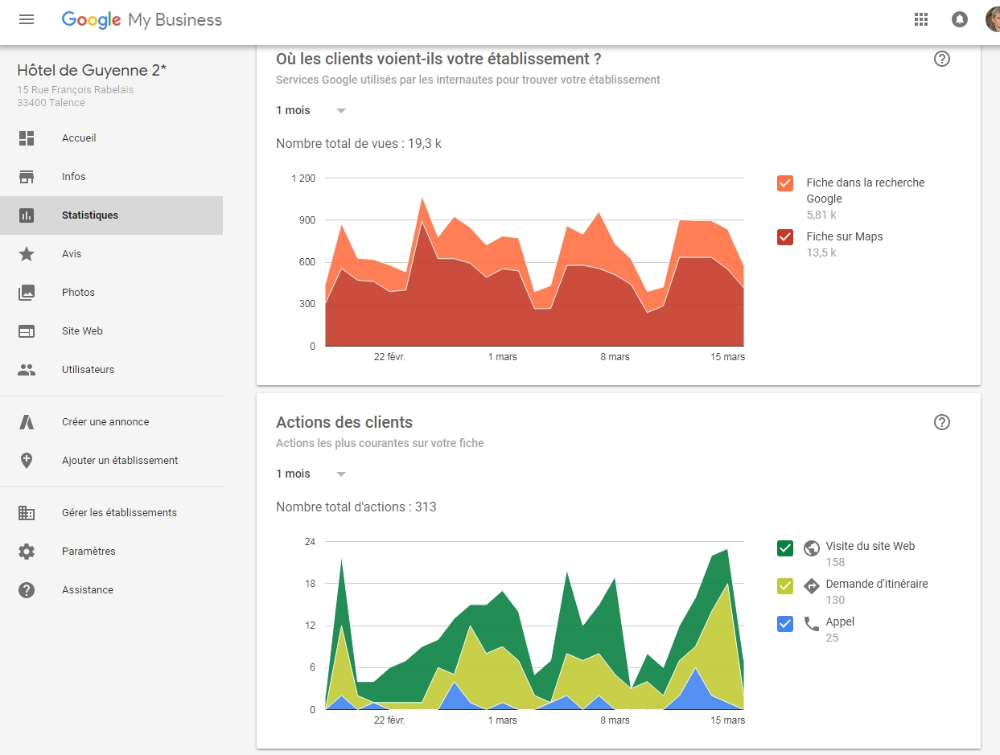 Google My Business
Hôtel de Guyenne 2*
15 Rue François Rabelais
33400 Talence
Accueil
Infos
Statistiques
Avis
Photos
Site Web
Utilisateurs
Créer une annonce
Ajouter un établissement
Gérer les établissements
Paramètres
Assistance
Où les clients voient-ils votre établissement ?
Services Google utilisés par les internautes pour trouver votre établissement
1 mois
Nombre total de vues : 19,3 k
1 200
900
600
300
0
22 févr.
1 mars
8 mars
15 mars
Fiche dans la recherche
Google
5,81 k
Fiche sur Maps
13,5 k
Actions des clients
Actions les plus courantes sur votre fiche
1 mois
Nombre total d'actions : 313
24
18
12
6
0
22 févr.
1 mars
8 mars
15 mars
Visite du site Web
158
Demande d'itinéraire
130
Appel
25